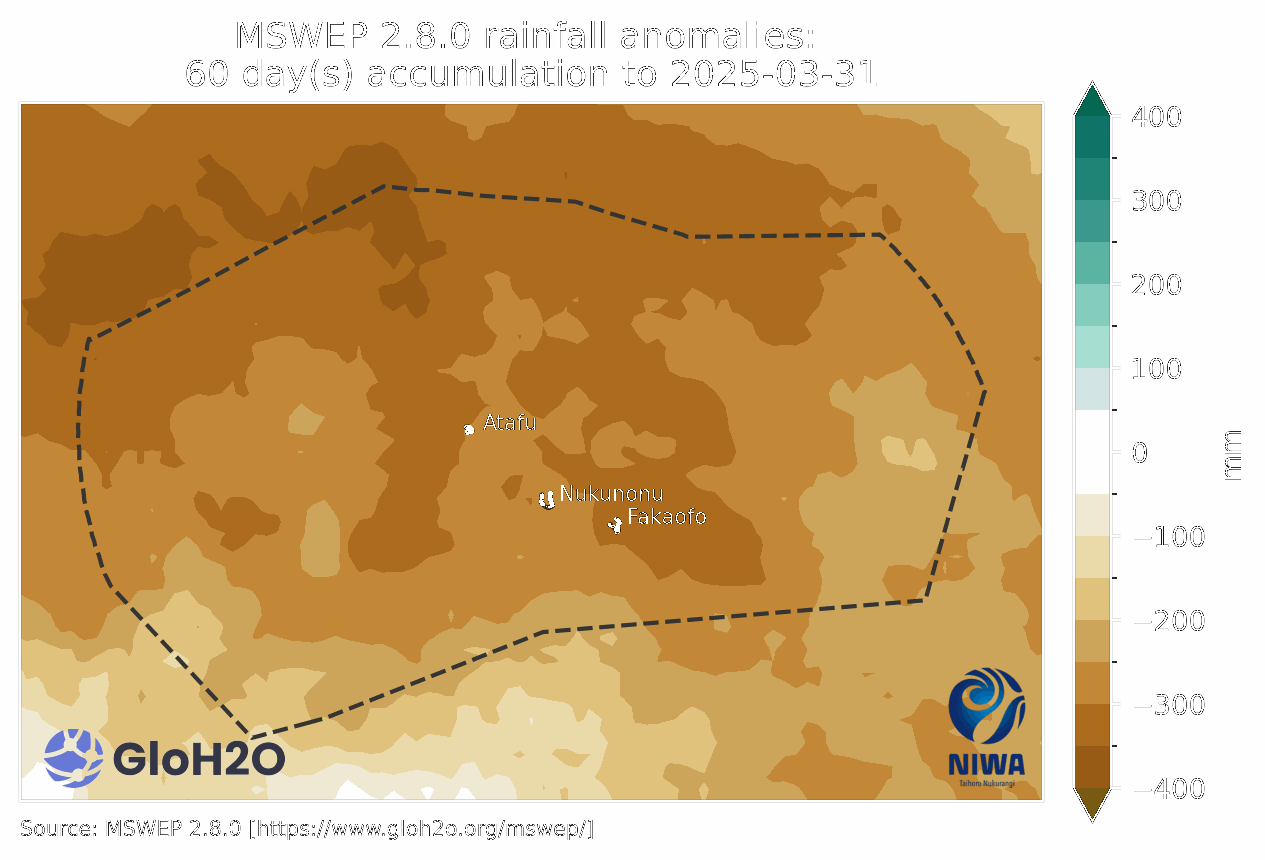 MSWEP 2.8.0 rainfall anomalies:
60 day(s) accumulation to 2025-03-31
400
300
200
100
0
−100
−200
−300
−400
mm
Atafu
Nukunonu
Fakaofo
GloH2O
NIWA
Taihoro Nukurangi
Source: MSWEP 2.8.0 [https://www.gloh2o.org/mswep/]